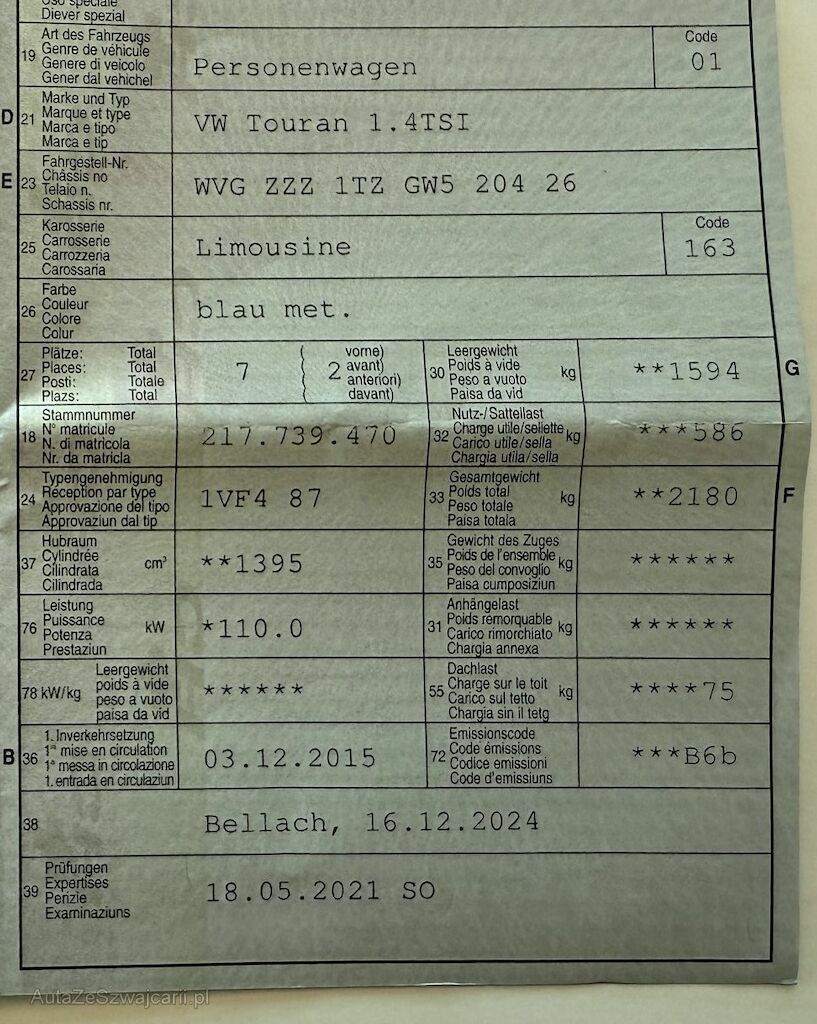 Uso speciale
Diever spezial
19
Art des Fahrzeugs
Genre de véhicule
Genere di veicolo
Gener dal vehichel
Personenwagen
Code
01
D
21
Marke und Typ
Marque et type
Marca e tipo
Marca e tip
VW Touran 1.4TSI
E
23
Fahrgestell-Nr.
Châssis no
Telaio n.
Schassis nr.
WVG ZZZ 1TZ GW5 204 26
25
Karosserie
Carrosserie
Carrozzeria
Carossaria
Limousine
Code
163
26
Farbe
Couleur
Colore
Colur
blau met.
27
Plätze: Total
Places: Total
Posti: Totale
Plazs: Total
7
2
vorne)
avant)
anteriori)
davant)
30
Leergewicht
Poids à vide
Peso a vuoto
Paisa da vid
kg
**1594
G
18
Stammnummer
N° matricule
N. di matricola
Nr. da matricla
217.739.470
32
Nutz-/Sattellast
Charge utile/sellette
Carico utile/sella
Chargia utila/sella
kg
***586
24
Typengenehmigung
Réception par type
Approvazione del tipo
Approvaziun dal tip
1VF4 87
33
Gesamtgewicht
Poids total
Peso totale
Paisa totala
kg
**2180
F
37
Hubraum
Cylindrée
Cilindrata
Cilindrada
cm³
**1395
35
Gewicht des Zuges
Poids de l'ensemble
Peso del convoglio
Paisa cumposiziun
kg
******
76
Leistung
Puissance
Potenza
Prestaziun
kW
*110.0
31
Anhängelast
Poids remorquable
Carico rimorchiato
Chargia annexa
kg
******
78 kW/kg
Leergewicht
poids à vide
peso a vuoto
paisa da vid
******
55
Dachlast
Charge sur le toit
Carico sul tetto
Chargia sin il tetg
kg
****75
B
36
1. Inverkehrsetzung
1re mise en circulation
1a messa in circolazione
1. entrada en circulaziun
03.12.2015
72
Emissionscode
Code émissions
Codice emissioni
Code d'emissiuns
***B6b
38
Bellach, 16.12.2024
39
Prüfungen
Expertises
Perizie
Examinaziuns
18.05.2021 SO
AutaZeSzwajcarii.pl